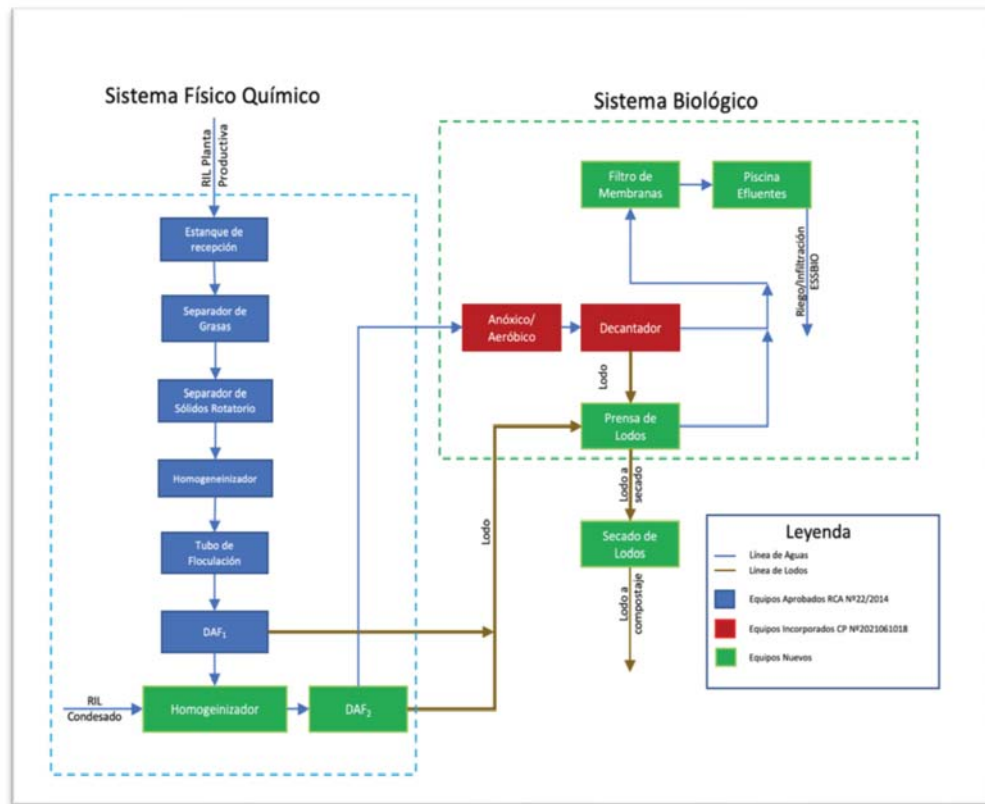 Sistema Físico Químico
RIL Planta
Productiva
Estanque de
recepción
Separador de
Grasas
Separador de
Sólidos Rotatorio
Homogeneinizador
Tubo de
Floculación
DAF₁
RIL
Condesado
Homogeinizador
DAF₂
Lodo
Sistema Biológico
Filtro de
Membranas
Piscina
Efluentes
Riego/Infiltración
ESSBIO
Anóxico/
Aeróbico
Decantador
Lodo
Prensa de
Lodos
Lodo a
secado
Secado de
Lodos
Lodo a
compostaje
Leyenda
Línea de Aguas
Línea de Lodos
Equipos Aprobados RCA Nº22/2014
Equipos Incorporados CP Nº2021061018
Equipos Nuevos